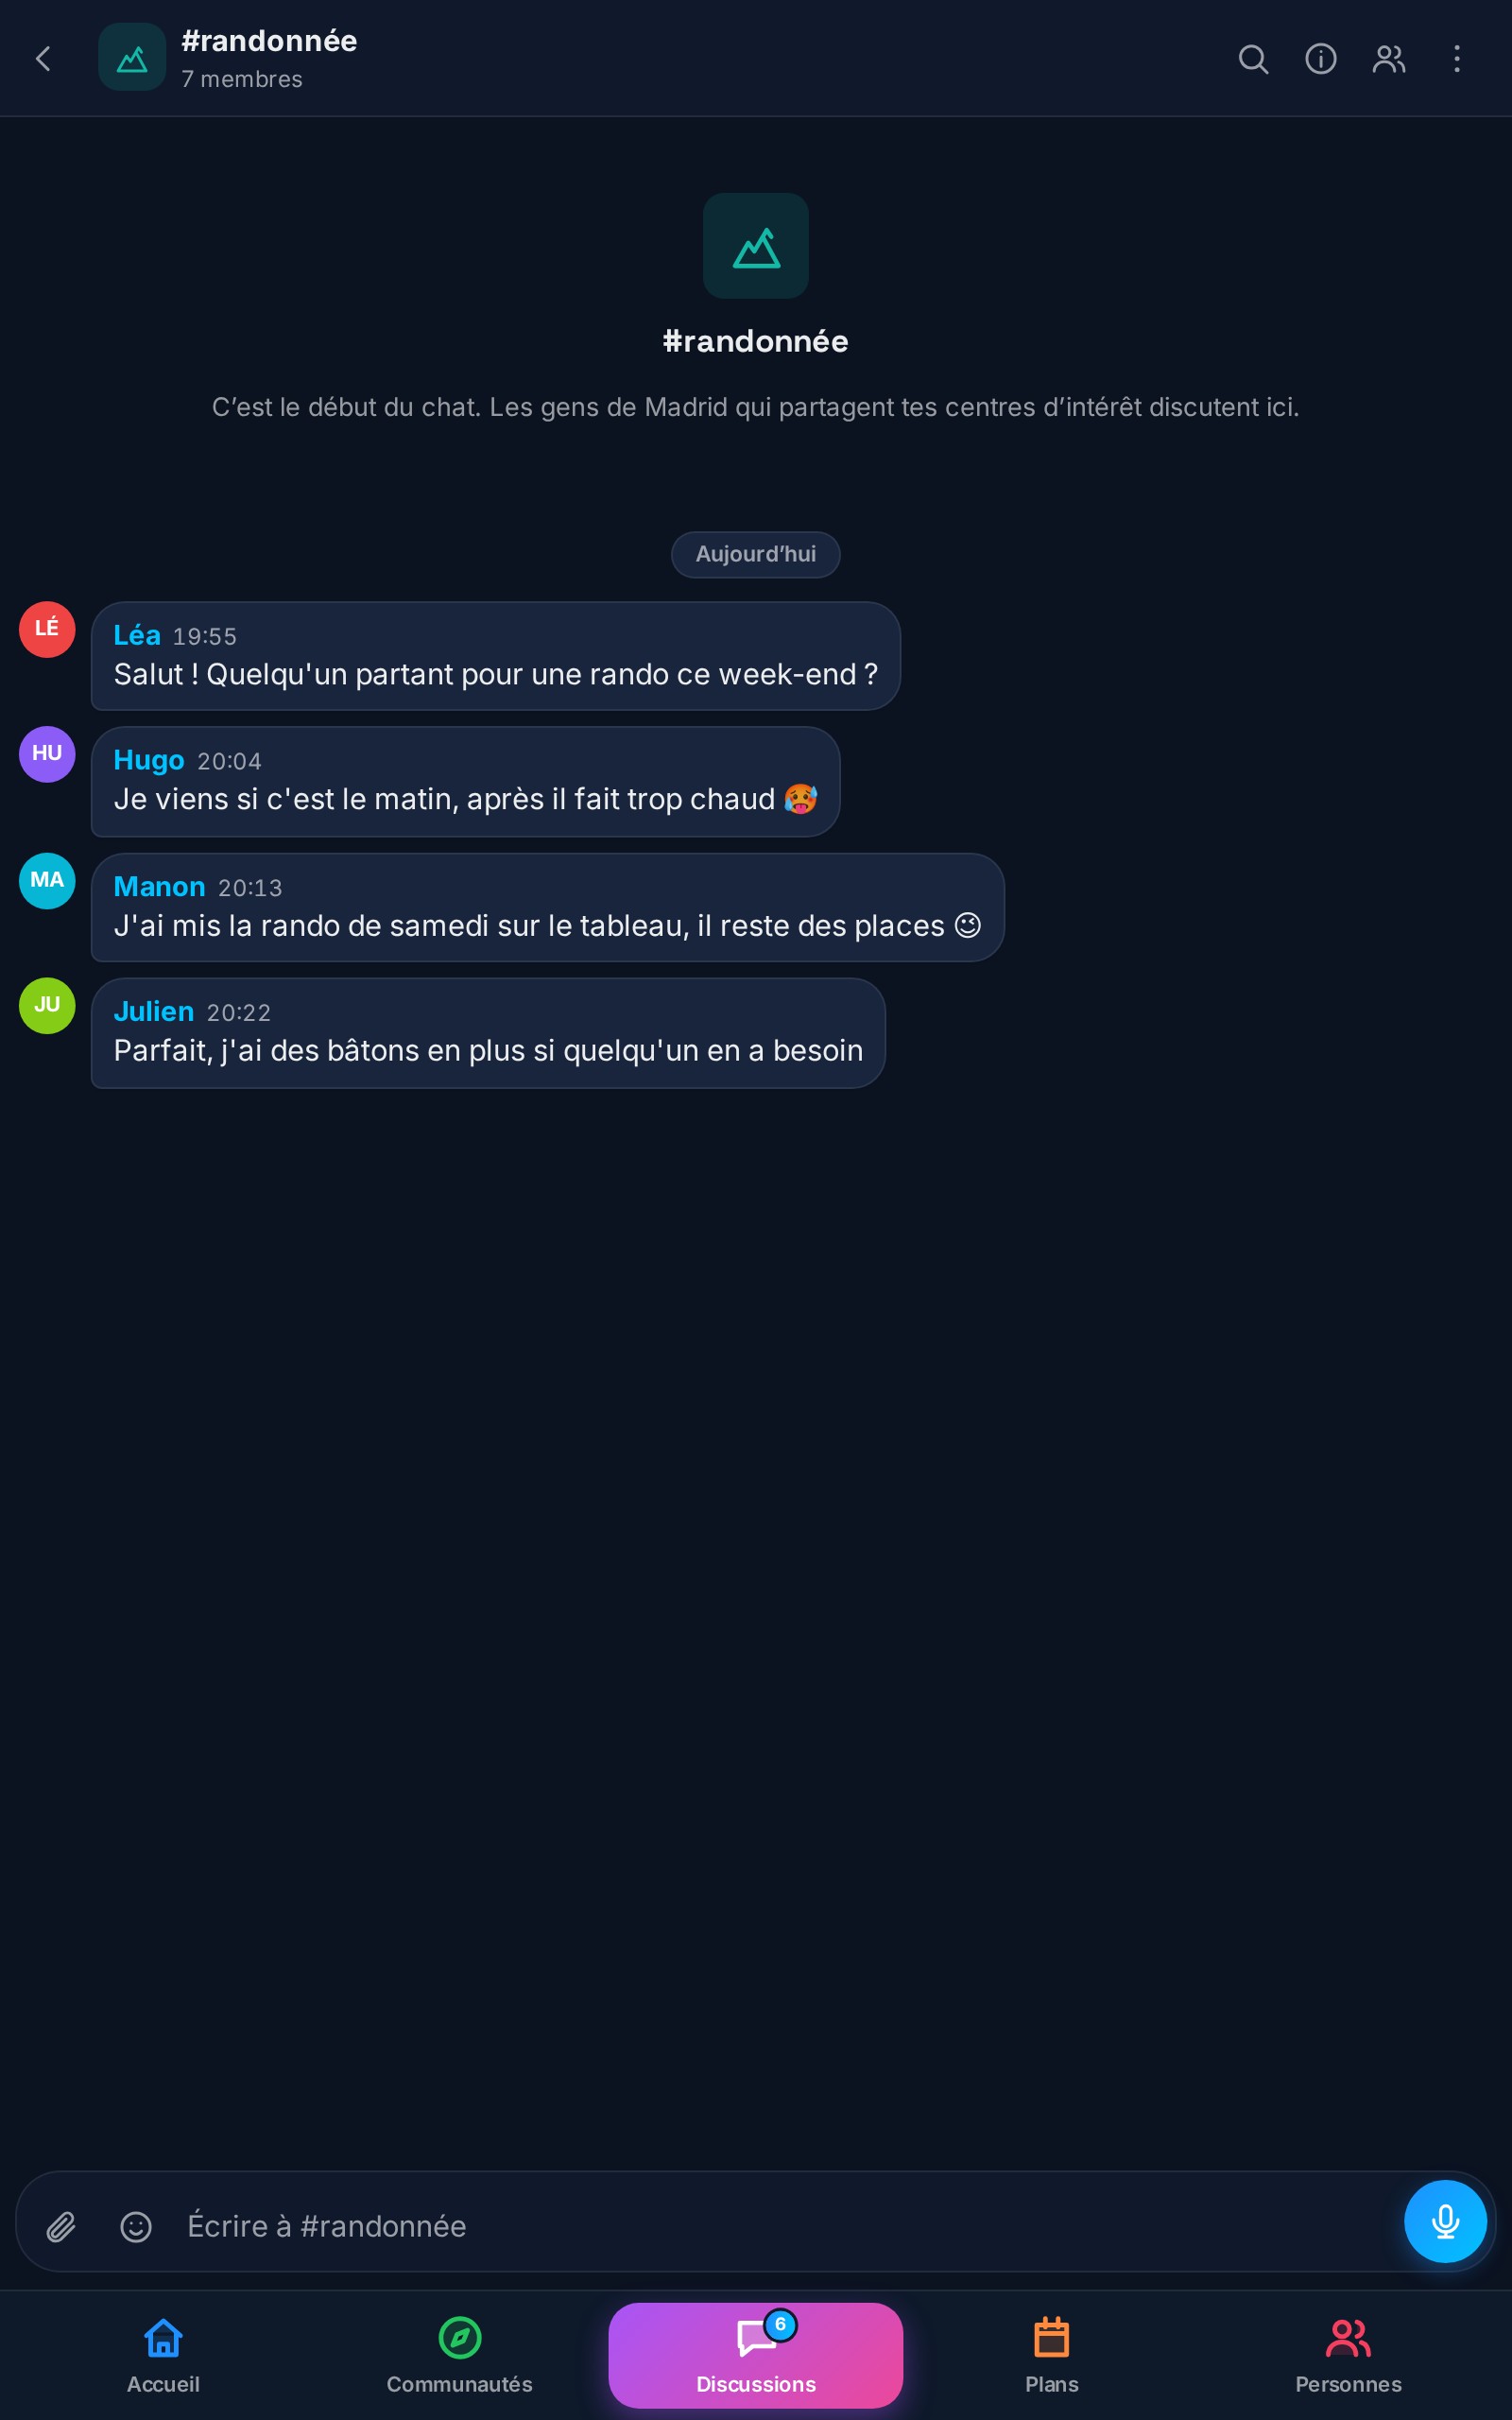 #randonnée
7 membres
#randonnée
C’est le début du chat. Les gens de Madrid qui partagent tes centres d’intérêt discutent ici.
Aujourd’hui
LÉ
Léa 19:55
Salut ! Quelqu'un partant pour une rando ce week-end ?
HU
Hugo 20:04
Je viens si c'est le matin, après il fait trop chaud 🥵
MA
Manon 20:13
J'ai mis la rando de samedi sur le tableau, il reste des places 😉
JU
Julien 20:22
Parfait, j'ai des bâtons en plus si quelqu'un en a besoin
Écrire à #randonnée
6
Accueil
Communautés
Discussions
Plans
Personnes